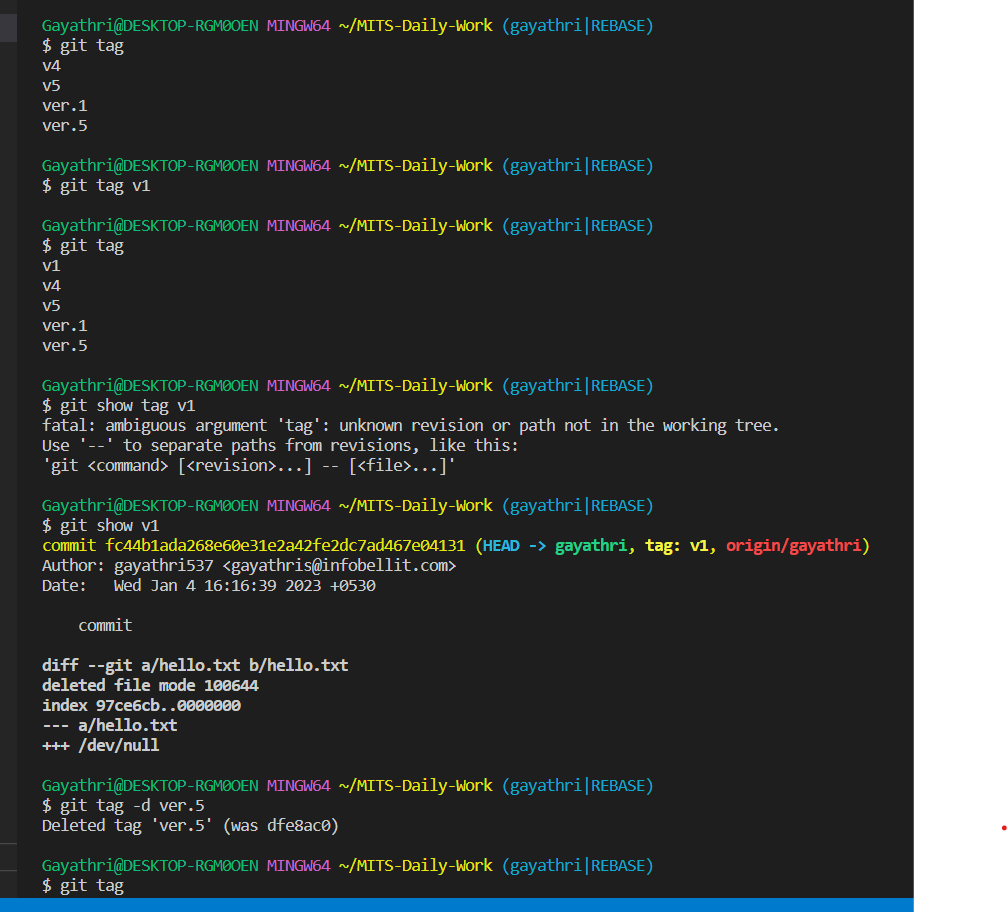 Gayathri@DESKTOP-RGM0OEN MINGW64 ~/MITS-Daily-Work (gayathri|REBASE)
$ git tag
v4
v5
ver.1
ver.5
Gayathri@DESKTOP-RGM0OEN MINGW64 ~/MITS-Daily-Work (gayathri|REBASE)
$ git tag v1
Gayathri@DESKTOP-RGM0OEN MINGW64 ~/MITS-Daily-Work (gayathri|REBASE)
$ git tag
v1
v4
v5
ver.1
ver.5
Gayathri@DESKTOP-RGM0OEN MINGW64 ~/MITS-Daily-Work (gayathri|REBASE)
$ git show tag v1
fatal: ambiguous argument 'tag': unknown revision or path not in the working tree.
Use '--' to separate paths from revisions, like this:
'git <command> [<revision>...] -- [<file>...]'
Gayathri@DESKTOP-RGM0OEN MINGW64 ~/MITS-Daily-Work (gayathri|REBASE)
$ git show v1
commit fc44b1ada268e60e31e2a42fe2dc7ad467e04131 (HEAD -> gayathri, tag: v1, origin/gayathri)
Author: gayathri537 <gayathris@infobellit.com>
Date:   Wed Jan 4 16:16:39 2023 +0530
commit
diff --git a/hello.txt b/hello.txt
deleted file mode 100644
index 97ce6cb..0000000
--- a/hello.txt
+++ /dev/null
Gayathri@DESKTOP-RGM0OEN MINGW64 ~/MITS-Daily-Work (gayathri|REBASE)
$ git tag -d ver.5
Deleted tag 'ver.5' (was dfe8ac0)
Gayathri@DESKTOP-RGM0OEN MINGW64 ~/MITS-Daily-Work (gayathri|REBASE)
$ git tag